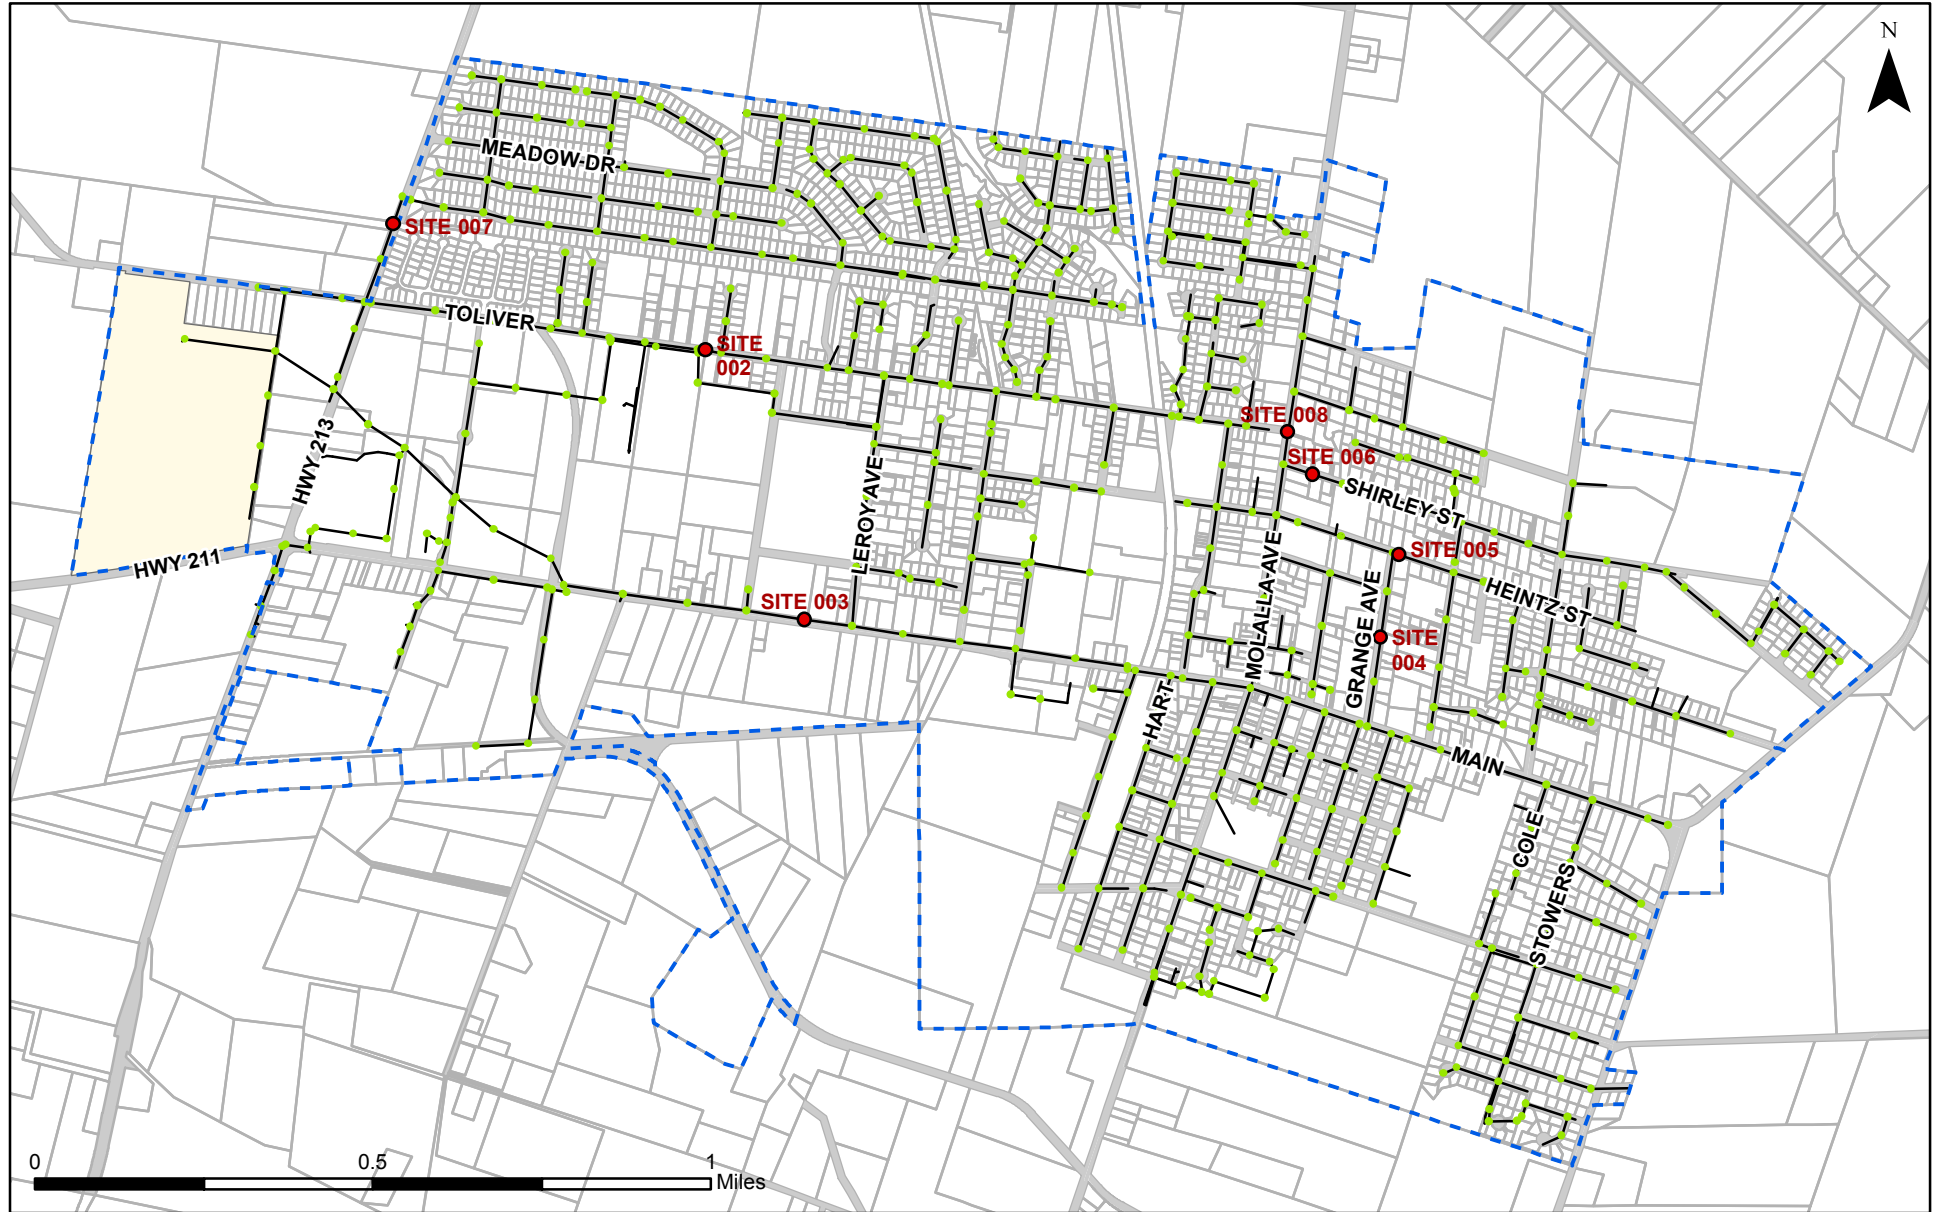 N
MEADOW DR
SITE 007
TOLIVER
SITE
002
SITE 008
HWY 213
SITE 006
LEROY AVE
SHIRLEY ST
HWY 211
SITE 005
HEINTZ ST
SITE 003
MOLALLA AVE
GRANGE AVE
SITE
004
HART
MAIN
COLE
STOWERS
0 0.5 1
Miles